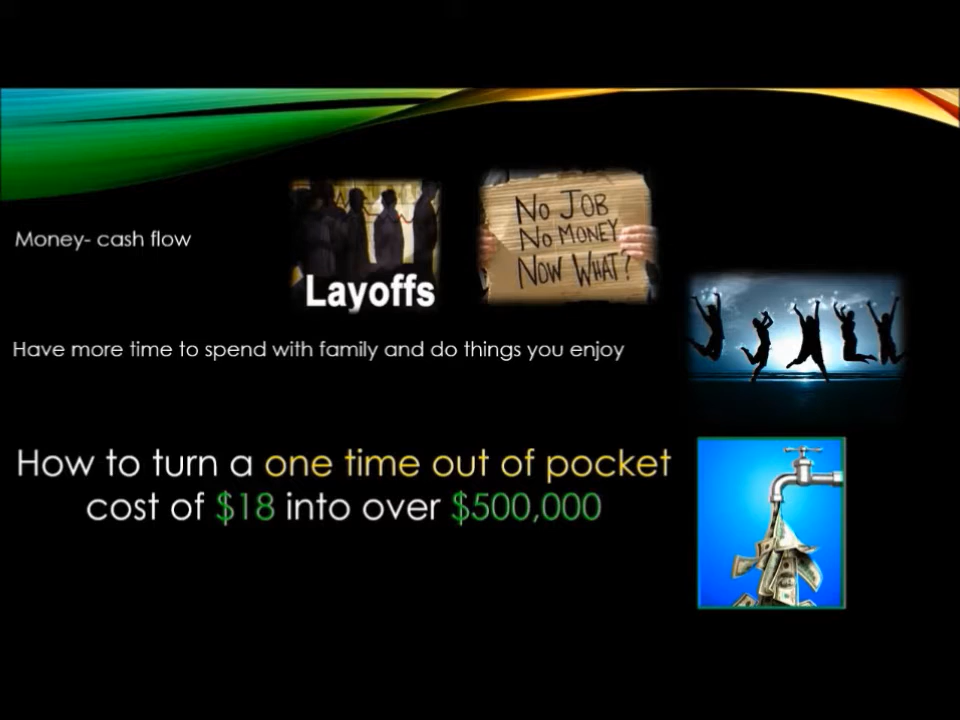 Money- cash flow
Layoffs
No JOB
No MONEY
NOW WHAT?
Have more time to spend with family and do things you enjoy
How to turn a one time out of pocket
cost of $18 into over $500,000